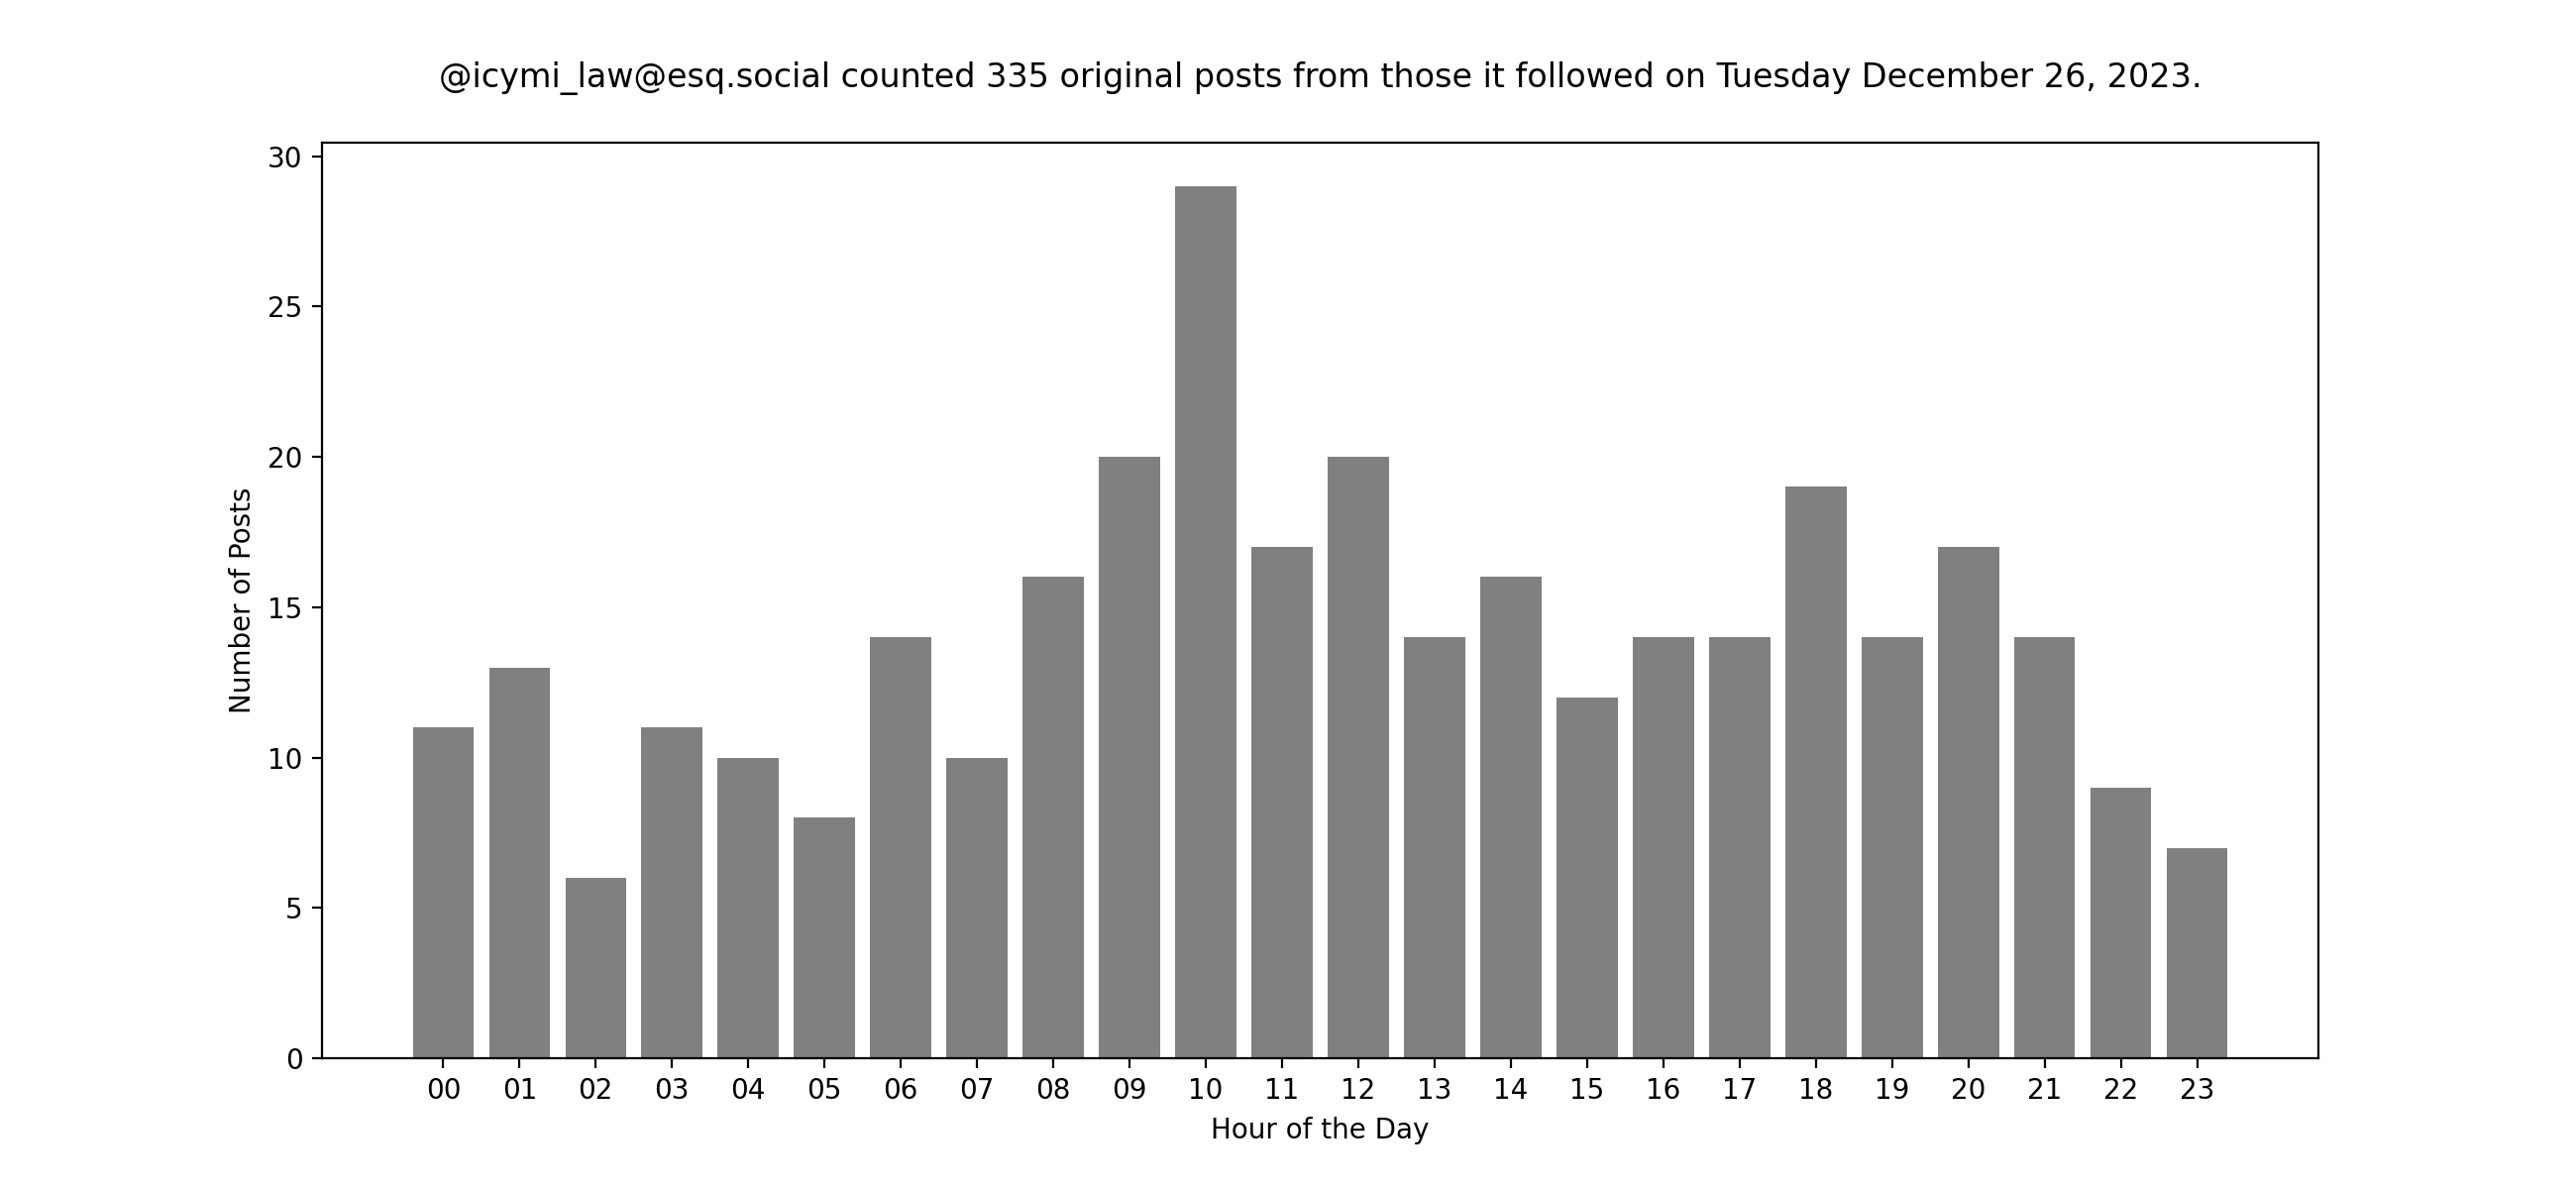 @icymi_law@esq.social counted 335 original posts from those it followed on Tuesday December 26, 2023.
30
25
20
15
10
5
0
Number of Posts
00 01 02 03 04 05 06 07 08 09 10 11 12 13 14 15 16 17 18 19 20 21 22 23
Hour of the Day